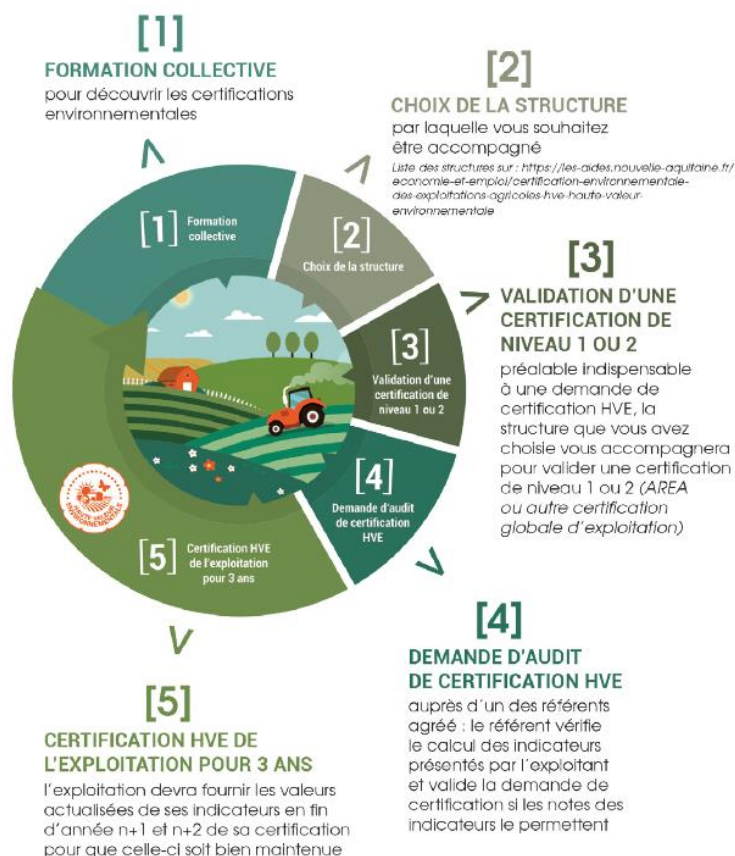 [1]
FORMATION COLLECTIVE
pour découvrir les certifications
environnementales
[2]
CHOIX DE LA STRUCTURE
par laquelle vous souhaitez
être accompagné
Liste des structures sur : https://les-aides.nouvelle-aquitaine.fr/
economie-et-emploi/certification-environnementale-
des-exploitations-agricoles-hve-haute-valeur-
environnementale
[1] Formation
collective
[2]
Choix de la structure
[3]
Validation d'une
certification de
niveau 1 ou 2
[4]
Demande d'audit
de certification
HVE
[5] Certification HVE
de l'exploitation
pour 3 ans
HAUTE VALEUR
ENVIRONNEMENTALE
[3]
VALIDATION D'UNE
CERTIFICATION DE
NIVEAU 1 OU 2
préalable indispensable
à une demande de
certification HVE, la
structure que vous avez
choisie vous accompagnera
pour valider une certification
de niveau 1 ou 2 (AREA
ou autre certification
globale d'exploitation)
[4]
DEMANDE D'AUDIT
DE CERTIFICATION HVE
auprès d'un des référents
agréé : le référent vérifie
le calcul des indicateurs
présentés par l'exploitant
et valide la demande de
certification si les notes des
indicateurs le permettent
[5]
CERTIFICATION HVE DE
L'EXPLOITATION POUR 3 ANS
l'exploitation devra fournir les valeurs
actualisées de ses indicateurs en fin
d'année n+1 et n+2 de sa certification
pour que celle-ci soit bien maintenue